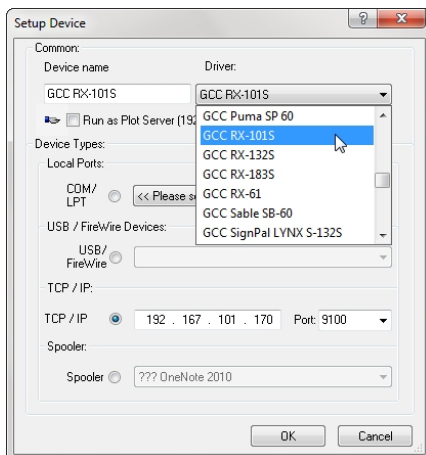 Setup Device
Common:
Device name Driver:
GCC RX-101S GCC RX-101S
Run as Plot Server (192
GCC Puma SP 60
GCC RX-101S
GCC RX-132S
GCC RX-183S
GCC RX-61
GCC Sable SB-60
GCC SignPal LYNX S-132S
Device Types:
Local Ports:
COM/
LPT << Please se
USB / FireWire Devices:
USB/
FireWire
TCP / IP:
TCP / IP 192 . 167 . 101 . 170 Port: 9100
Spooler:
Spooler ??? OneNote 2010
OK Cancel